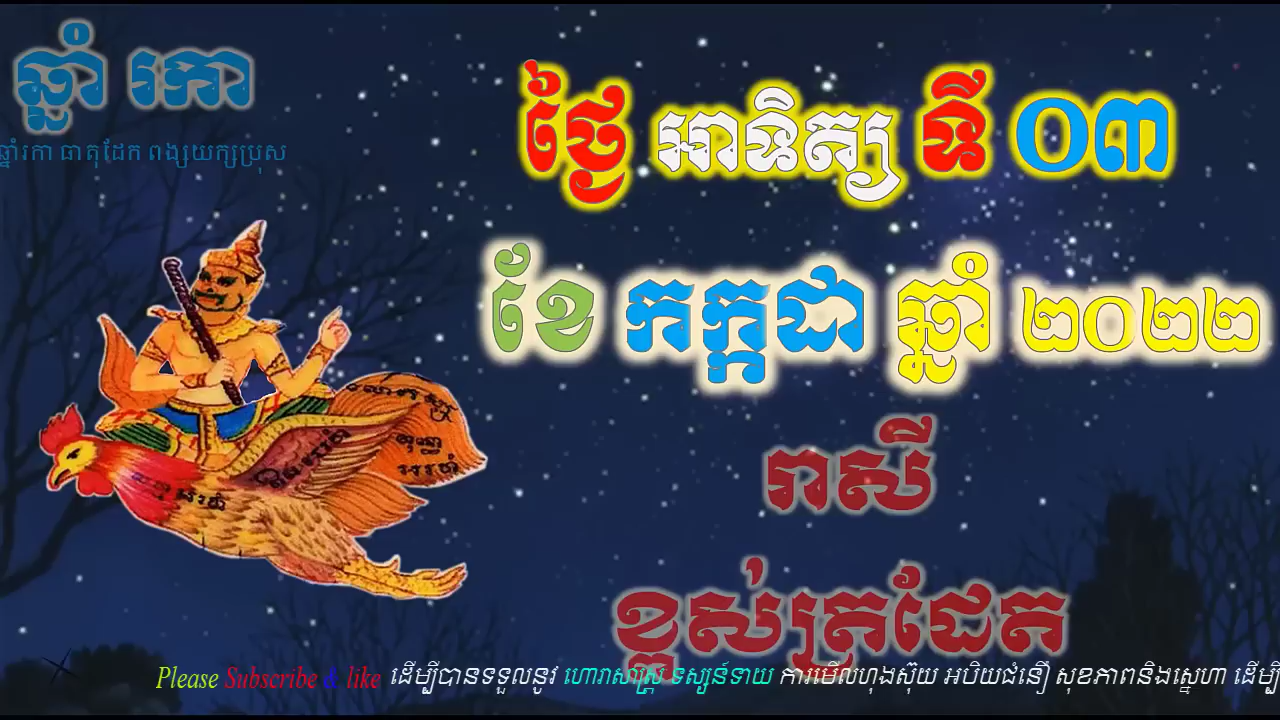 ឆ្នាំ រកា
ឆ្នាំរកា ធាតុដែក ពង្សយក្សប្រុស
ថ្ងៃ អាទិត្យ ទី ០៣
ខែ កក្កដា ឆ្នាំ ២០២២
រាសី
ខ្ពស់ត្រដែត
Please Subscribe & like ដើម្បីបានទទួលនូវ ហោរាសាស្ត្រ ទស្សន៍ទាយ ការមើលហុងស៊ុយ អបិយជំនឿ សុខភាពនិងស្នេហា ដើម្បី